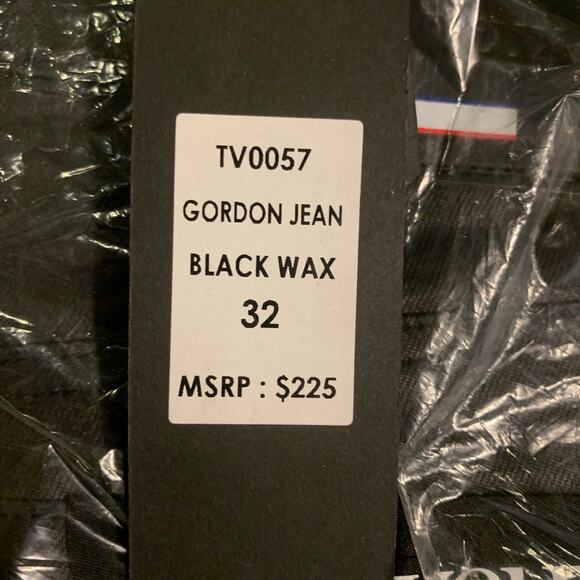 TV0057
GORDON JEAN
BLACK WAX
32
MSRP : $225